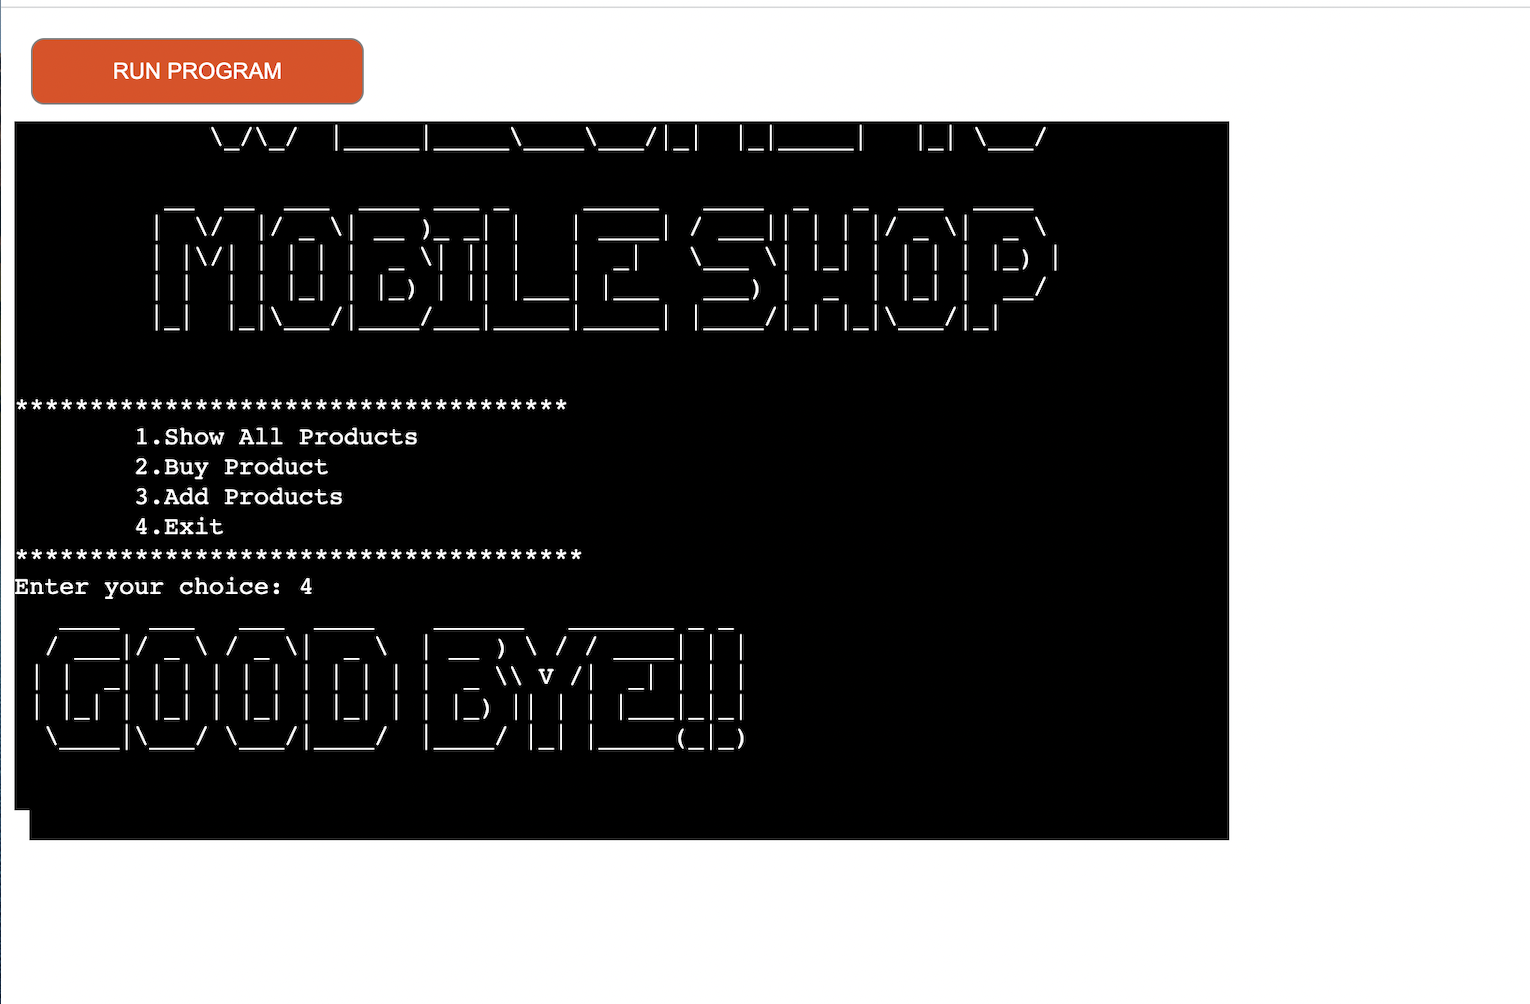 RUN PROGRAM
MOBILE SHOP
*************************************
1.Show All Products
2.Buy Product
3.Add Products
4.Exit
**************************************
Enter your choice: 4
GOOD BYE!!